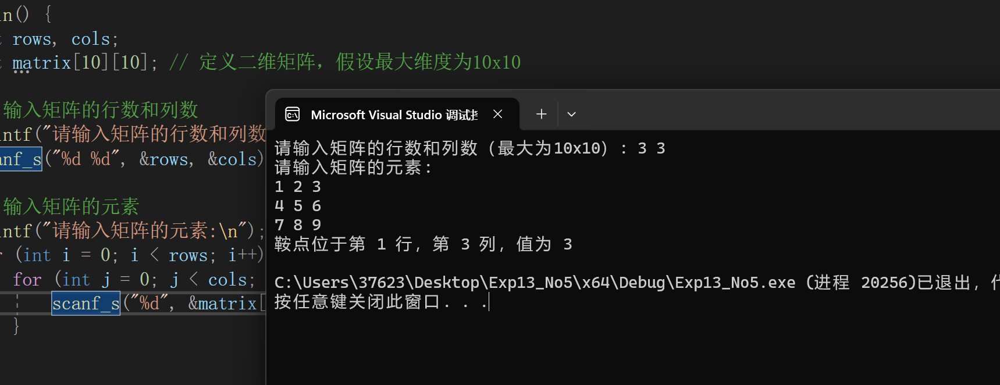 in() {
rows, cols;
matrix[10][10]; // 定义二维矩阵，假设最大维度为10x10
输入矩阵的行数和列数
intf("请输入矩阵的行数和列数
anf_s("%d %d", &rows, &cols)
输入矩阵的元素
intf("请输入矩阵的元素:\n");
(int i = 0; i < rows; i++)
for (int j = 0; j < cols;
scanf_s("%d", &matrix[
}
Microsoft Visual Studio 调试控
请输入矩阵的行数和列数（最大为10x10）: 3 3
请输入矩阵的元素:
1 2 3
4 5 6
7 8 9
鞍点位于第 1 行，第 3 列，值为 3
C:\Users\37623\Desktop\Exp13_No5\x64\Debug\Exp13_No5.exe (进程 20256)已退出，代
按任意键关闭此窗口. . .